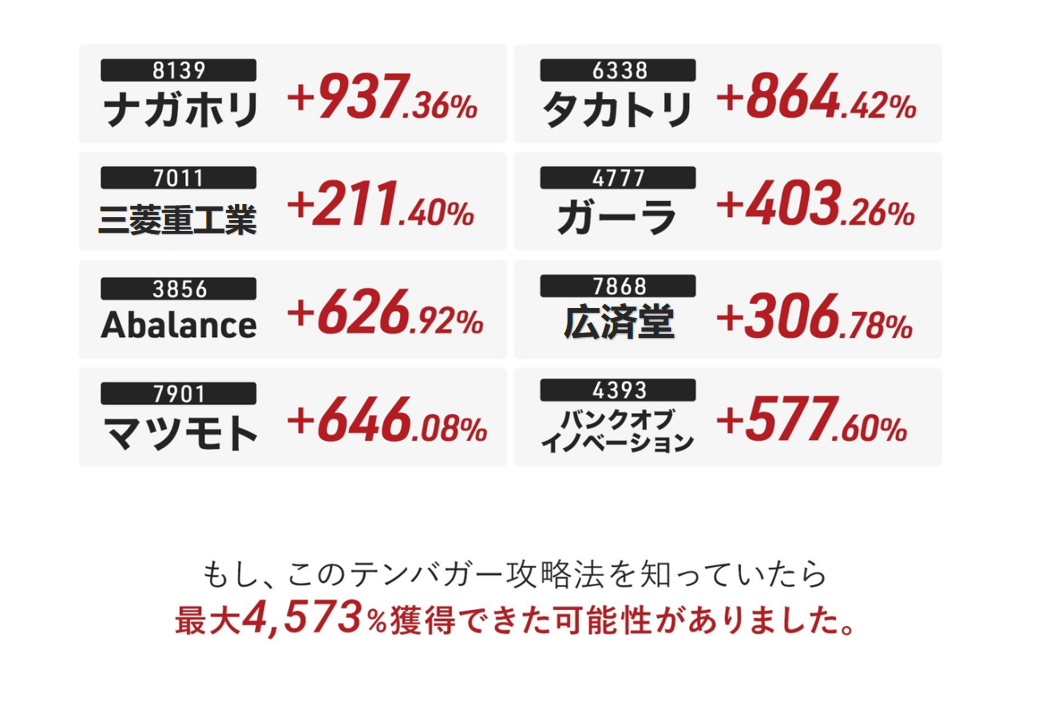 8139
ナガホリ
+937.36%
6338
タカトリ
+864.42%
7011
三菱重工業
+211.40%
4777
ガーラ
+403.26%
3856
Abalance
+626.92%
7868
広済堂
+306.78%
7901
マツモト
+646.08%
4393
バンクオブ
イノベーション
+577.60%
もし、このテンバガー攻略法を知っていたら
最大4,573%獲得できた可能性がありました。